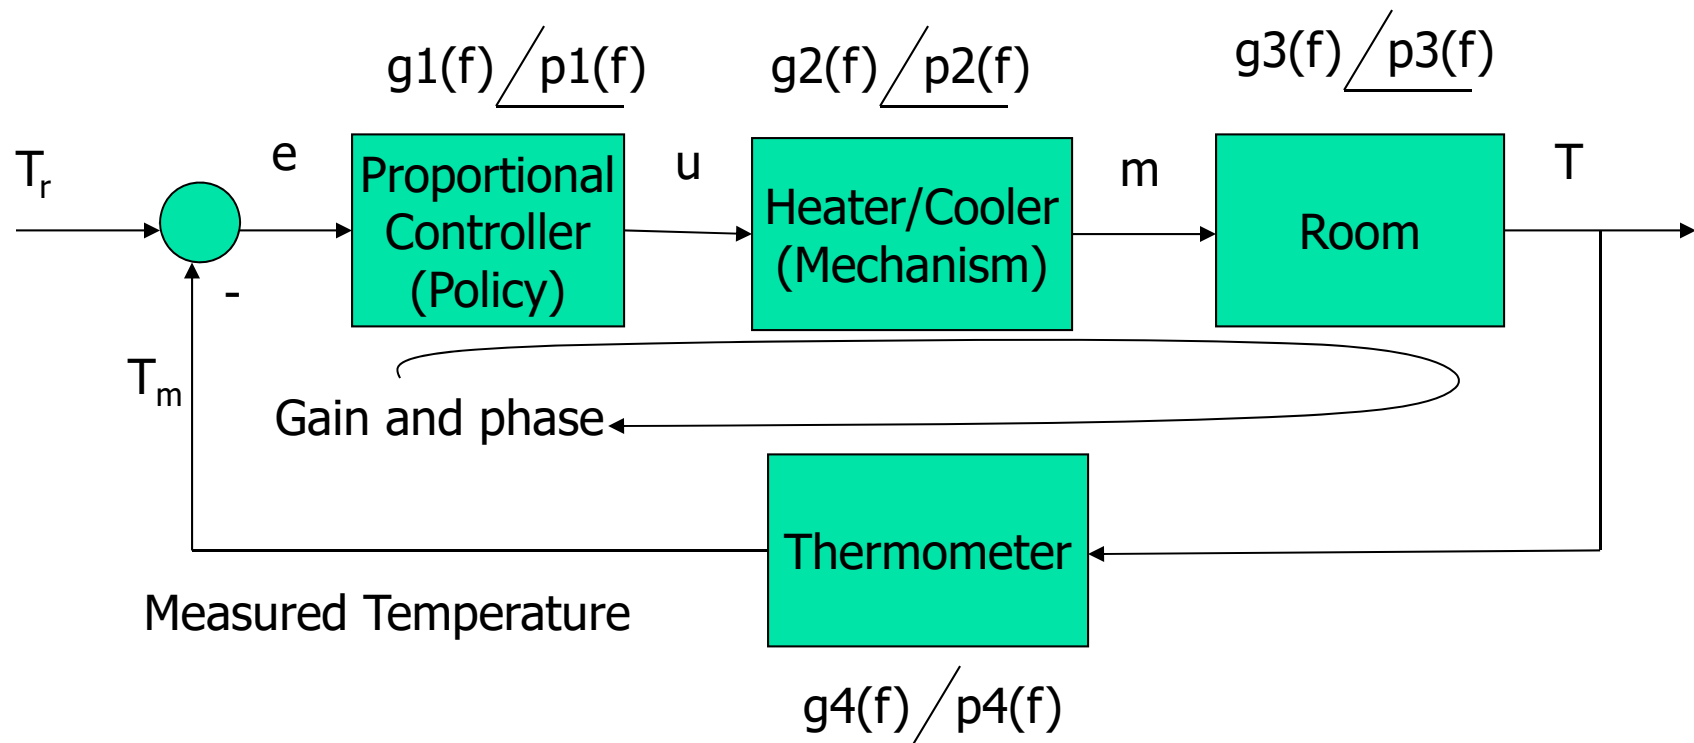 g1(f) p1(f)
g2(f) p2(f)
g3(f) p3(f)
Tr
e
Proportional
Controller
(Policy)
u
Heater/Cooler
(Mechanism)
m
Room
T
-
Tm
Gain and phase
Thermometer
Measured Temperature
g4(f) p4(f)